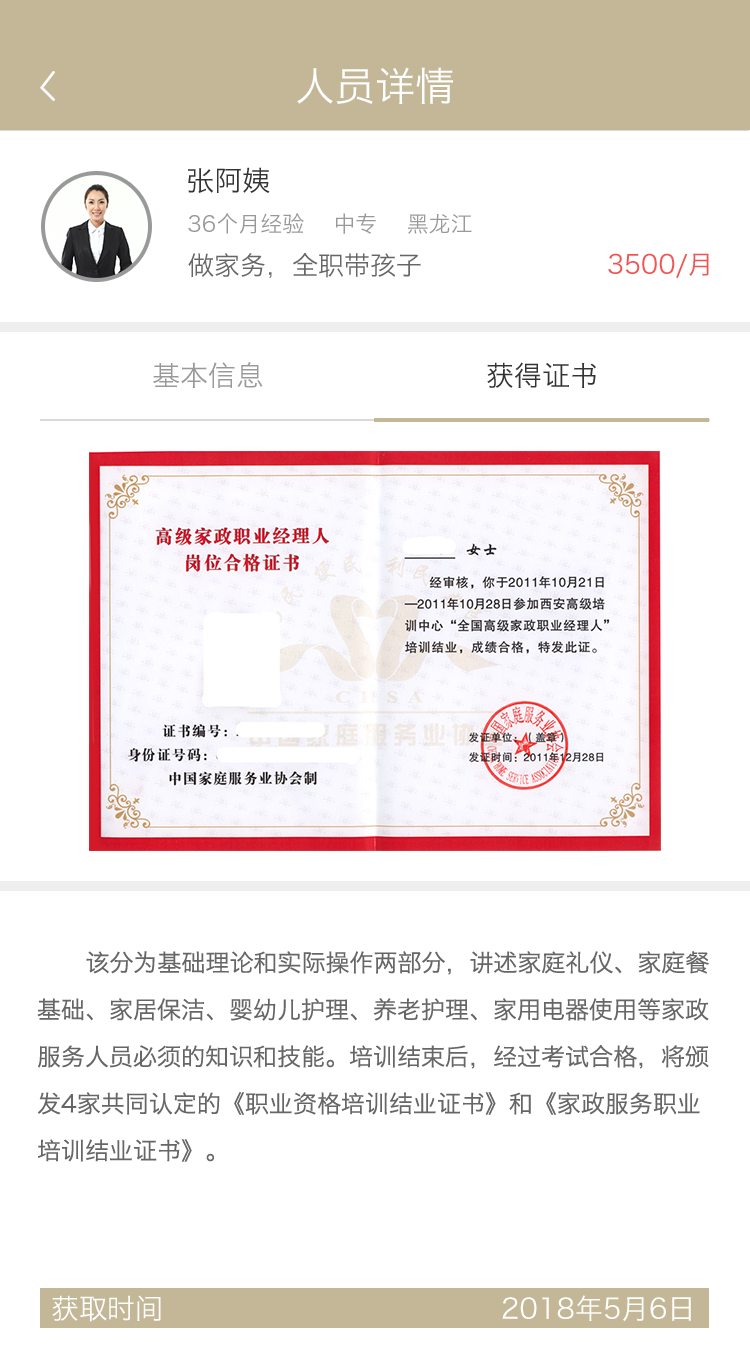 人员详情
张阿姨
36个月经验 中专 黑龙江
做家务，全职带孩子
3500/月
基本信息 获得证书
高级家政职业经理人
岗位合格证书
证书编号：
身份证号码：
中国家庭服务业协会制
女士
经审核，你于2011年10月21日
—2011年10月28日参加西安高级培
训中心“全国高级家政职业经理人”
培训结业，成绩合格，特发此证。
发证单位：（盖章）
发证时间：2011年12月28日
CHSA
该分为基础理论和实际操作两部分，讲述家庭礼仪、家庭餐
基础、家居保洁、婴幼儿护理、养老护理、家用电器使用等家政
服务人员必须的知识和技能。培训结束后，经过考试合格，将颁
发4家共同认定的《职业资格培训结业证书》和《家政服务职业
培训结业证书》。
获取时间 2018年5月6日